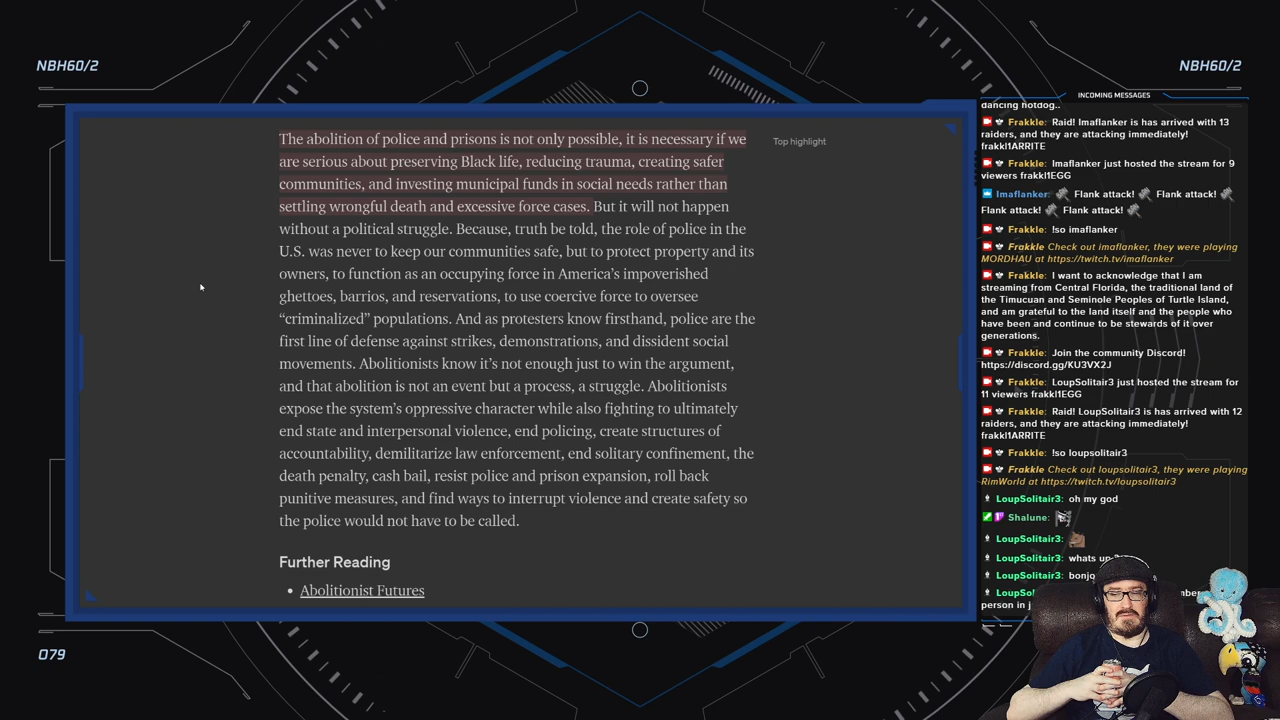 NBH60/2
NBH60/2
The abolition of police and prisons is not only possible, it is necessary if we
are serious about preserving Black life, reducing trauma, creating safer
communities, and investing municipal funds in social needs rather than
settling wrongful death and excessive force cases. But it will not happen
without a political struggle. Because, truth be told, the role of police in the
U.S. was never to keep our communities safe, but to protect property and its
owners, to function as an occupying force in America’s impoverished
ghettoes, barrios, and reservations, to use coercive force to oversee
“criminalized” populations. And as protesters know firsthand, police are the
first line of defense against strikes, demonstrations, and dissident social
movements. Abolitionists know it’s not enough just to win the argument,
and that abolition is not an event but a process, a struggle. Abolitionists
expose the system’s oppressive character while also fighting to ultimately
end state and interpersonal violence, end policing, create structures of
accountability, demilitarize law enforcement, end solitary confinement, the
death penalty, cash bail, resist police and prison expansion, roll back
punitive measures, and find ways to interrupt violence and create safety so
the police would not have to be called.
Top highlight
Further Reading
• Abolitionist Futures
O79
INCOMING MESSAGES
dancing hotdog..
Frakkle: Raid! Imaflanker is has arrived with 13
raiders, and they are attacking immediately!
frakkl1ARRITE
Frakkle: Imaflanker just hosted the stream for 9
viewers frakkl1EGG
Imaflanker: Flank attack! Flank attack!
Flank attack! Flank attack!
Frakkle: !so imaflanker
Frakkle Check out imaflanker, they were playing
MORDHAU at https://twitch.tv/imaflanker
Frakkle: I want to acknowledge that I am
streaming from Central Florida, the traditional land of
the Timucuan and Seminole Peoples of Turtle Island,
and am grateful to the land itself and the people who
have been and continue to be stewards of it over
generations.
Frakkle: Join the community Discord!
https://discord.gg/KU3VX2J
Frakkle: LoupSolitair3 just hosted the stream for
11 viewers frakkl1EGG
Frakkle: Raid! LoupSolitair3 is has arrived with 12
raiders, and they are attacking immediately!
frakkl1ARRITE
Frakkle: !so loupsolitair3
Frakkle Check out loupsolitair3, they were playing
RimWorld at https://twitch.tv/loupsolitair3
LoupSolitair3: oh my god
Shalune:
LoupSolitair3:
LoupSolitair3: whats up
LoupSolitair3: bonjo
LoupSol
person in j